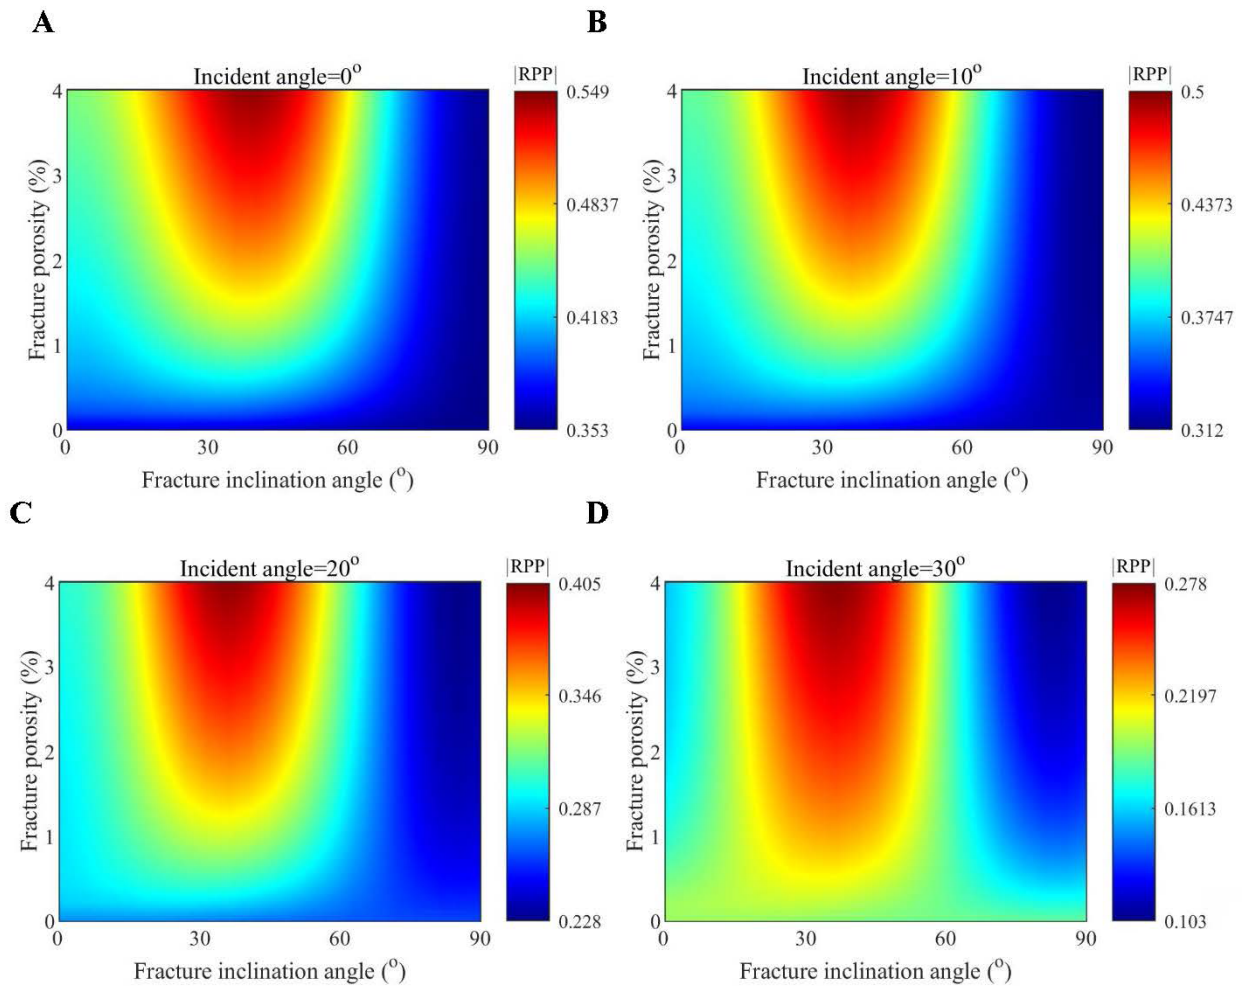 A
B
Incident angle=0o
|RPP|
Incident angle=10o
|RPP|
4
3
2
1
0
Fracture porosity (%)
0.549
0.4837
0.4183
0.353
4
3
2
1
0
Fracture porosity (%)
0.5
0.4373
0.3747
0.312
0
30
60
90
0
30
60
90
Fracture inclination angle (o)
Fracture inclination angle (o)
C
D
Incident angle=20o
|RPP|
Incident angle=30o
|RPP|
4
3
2
1
0
Fracture porosity (%)
0.405
0.346
0.287
0.228
4
3
2
1
0
Fracture porosity (%)
0.278
0.2197
0.1613
0.103
0
30
60
90
0
30
60
90
Fracture inclination angle (o)
Fracture inclination angle (o)